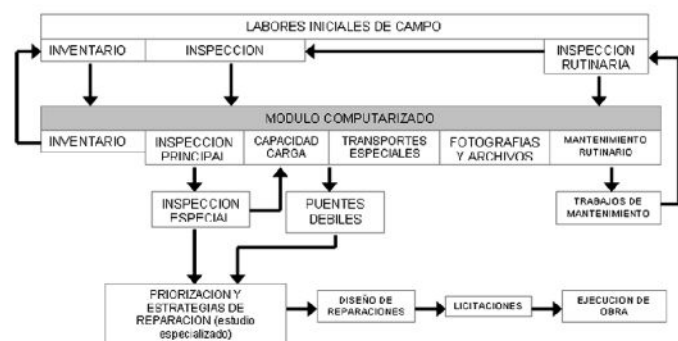 LABORES INICIALES DE CAMPO
INVENTARIO
INSPECCION
INSPECCION
RUTINARIA
MODULO COMPUTARIZADO
INVENTARIO
INSPECCION
PRINCIPAL
CAPACIDAD
CARGA
TRANSPORTES
ESPECIALES
FOTOGRAFIAS
Y ARCHIVOS
MANTENIMIENTO
RUTINARIO
INSPECCION
ESPECIAL
PUENTES
DEBILES
TRABAJOS DE
MANTENIMIENTO
PRIORIZACION Y
ESTRATEGIAS DE
REPARACION (estudio
especializado)
DISEÑO DE
REPARACIONES
LICITACIONES
EJECUCION DE
OBRA